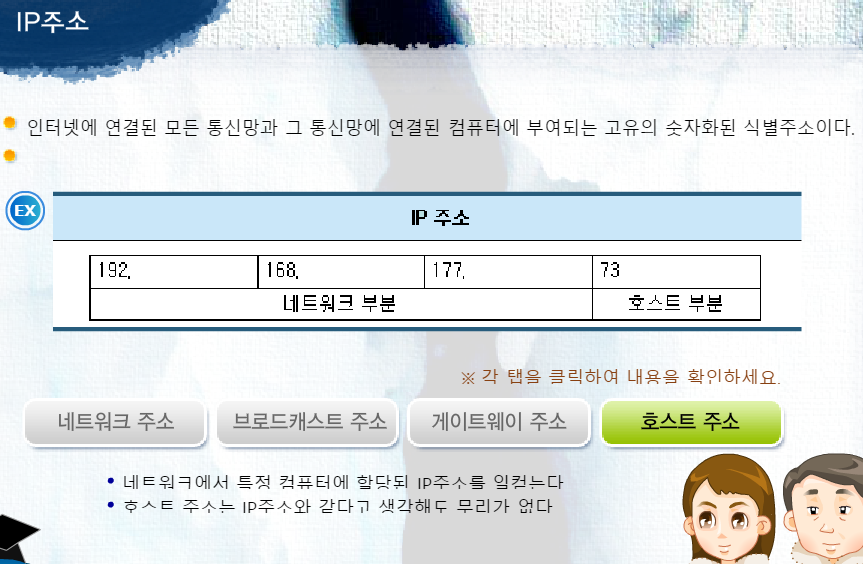 IP주소
인터넷에 연결된 모든 통신망과 그 통신망에 연결된 컴퓨터에 부여되는 고유의 숫자화된 식별주소이다.
EX
IP 주소
192. 168. 177. 73
네트워크 부분 호스트 부분
※ 각 탭을 클릭하여 내용을 확인하세요.
네트워크 주소 브로드캐스트 주소 게이트웨이 주소 호스트 주소
네트워크에서 특정 컴퓨터에 할당된 IP주소를 일컫는다
호스트 주소는 IP주소와 같다고 생각해도 무리가 없다